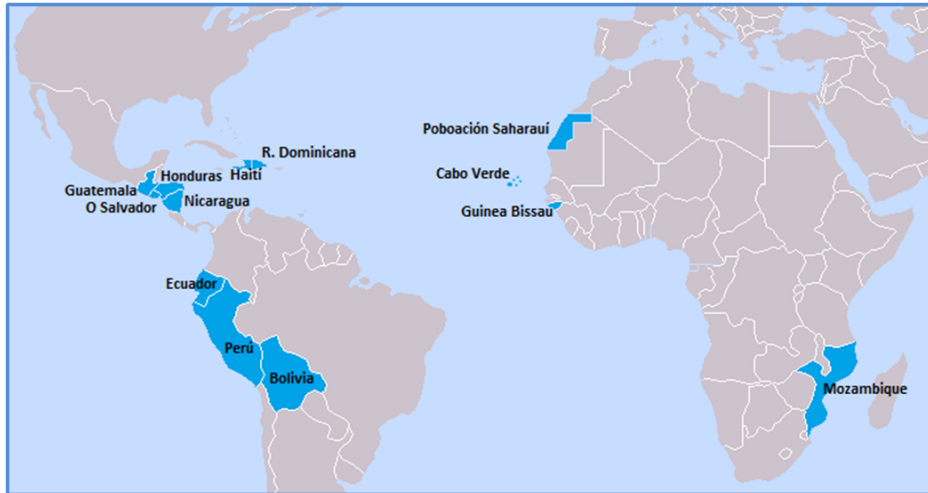 Poboación Saharauí
R. Dominicana
Haití
Honduras
Guatemala
O Salvador
Nicaragua
Cabo Verde
Guinea Bissau
Ecuador
Perú
Bolivia
Mozambique